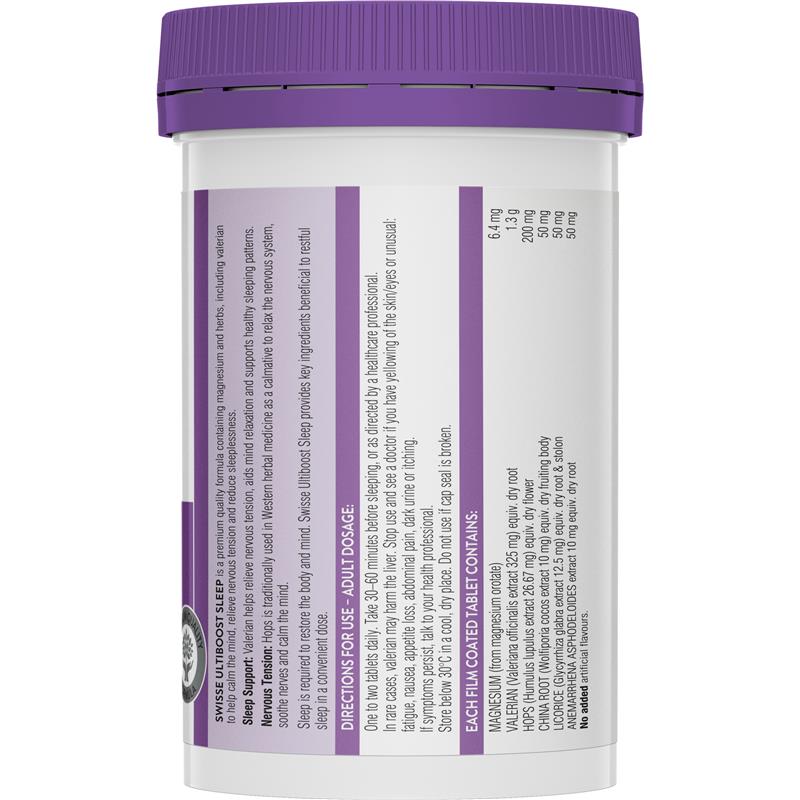 SWISSE ULTIBOOST SLEEP is a premium quality formula containing magnesium and herbs, including valerian
to help calm the mind, relieve nervous tension and reduce sleeplessness.
Sleep Support: Valerian helps relieve nervous tension, aids mind relaxation and supports healthy sleeping patterns.
Nervous Tension: Hops is traditionally used in Western herbal medicine as a calmative to relax the nervous system,
soothe nerves and calm the mind.
Sleep is required to restore the body and mind. Swisse Ultiboost Sleep provides key ingredients beneficial to restful
sleep in a convenient dose.
DIRECTIONS FOR USE – ADULT DOSAGE:
One to two tablets daily. Take 30–60 minutes before sleeping, or as directed by a healthcare professional.
In rare cases, valerian may harm the liver. Stop use and see a doctor if you have yellowing of the skin/eyes or unusual:
fatigue, nausea, appetite loss, abdominal pain, dark urine or itching.
If symptoms persist, talk to your health professional.
Store below 30°C in a cool, dry place. Do not use if cap seal is broken.
EACH FILM COATED TABLET CONTAINS:
MAGNESIUM (from magnesium orotate) 6.4 mg
VALERIAN (Valeriana officinalis extract 325 mg) equiv. dry root 1.3 g
HOPS (Humulus lupulus extract 26.67 mg) equiv. dry flower 200 mg
CHINA ROOT (Wolfiporia cocos extract 10 mg) equiv. dry fruiting body 50 mg
LICORICE (Glycyrrhiza glabra extract 12.5 mg) equiv. dry root & stolon 50 mg
ANEMARRHENA ASPHODELOIDES extract 10 mg equiv. dry root 50 mg
No added artificial flavours.